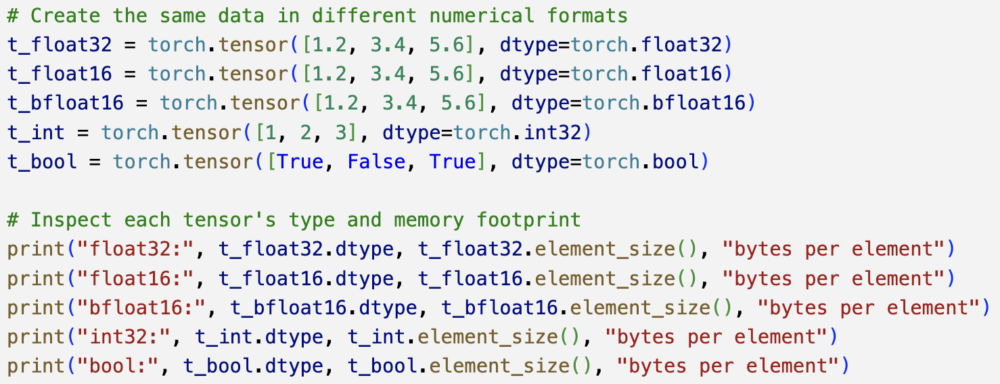 # Create the same data in different numerical formats
t_float32 = torch.tensor([1.2, 3.4, 5.6], dtype=torch.float32)
t_float16 = torch.tensor([1.2, 3.4, 5.6], dtype=torch.float16)
t_bfloat16 = torch.tensor([1.2, 3.4, 5.6], dtype=torch.bfloat16)
t_int = torch.tensor([1, 2, 3], dtype=torch.int32)
t_bool = torch.tensor([True, False, True], dtype=torch.bool)

# Inspect each tensor's type and memory footprint
print("float32:", t_float32.dtype, t_float32.element_size(), "bytes per element")
print("float16:", t_float16.dtype, t_float16.element_size(), "bytes per element")
print("bfloat16:", t_bfloat16.dtype, t_bfloat16.element_size(), "bytes per element")
print("int32:", t_int.dtype, t_int.element_size(), "bytes per element")
print("bool:", t_bool.dtype, t_bool.element_size(), "bytes per element")